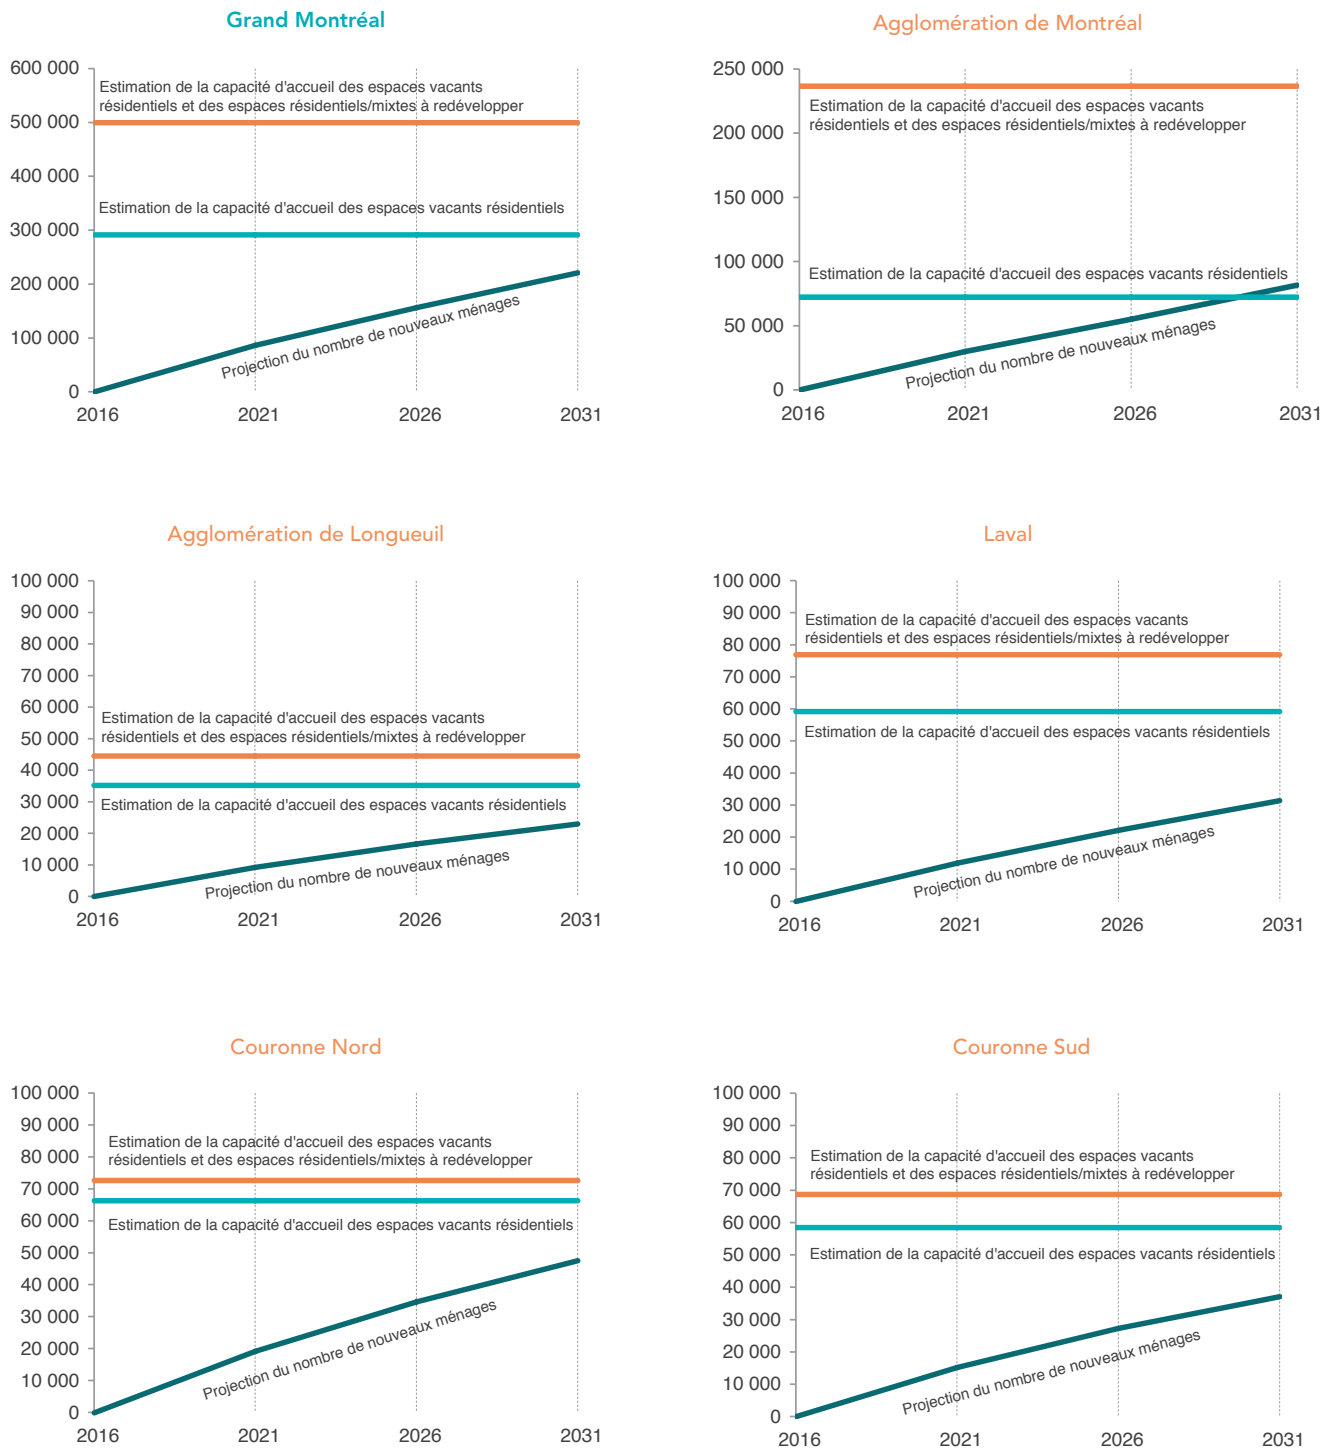 Grand Montréal
600 000
500 000
400 000
300 000
200 000
100 000
0
Estimation de la capacité d'accueil des espaces vacants
résidentiels et des espaces résidentiels/mixtes à redévelopper
Estimation de la capacité d'accueil des espaces vacants résidentiels
Projection du nombre de nouveaux ménages
2016
2021
2026
2031
Agglomération de Montréal
250 000
200 000
150 000
100 000
50 000
0
Estimation de la capacité d'accueil des espaces vacants
résidentiels et des espaces résidentiels/mixtes à redévelopper
Estimation de la capacité d'accueil des espaces vacants résidentiels
Projection du nombre de nouveaux ménages
2016
2021
2026
2031
Agglomération de Longueuil
100 000
90 000
80 000
70 000
60 000
50 000
40 000
30 000
20 000
10 000
0
Estimation de la capacité d'accueil des espaces vacants
résidentiels et des espaces résidentiels/mixtes à redévelopper
Estimation de la capacité d'accueil des espaces vacants résidentiels
Projection du nombre de nouveaux ménages
2016
2021
2026
2031
Laval
100 000
90 000
80 000
70 000
60 000
50 000
40 000
30 000
20 000
10 000
0
Estimation de la capacité d'accueil des espaces vacants
résidentiels et des espaces résidentiels/mixtes à redévelopper
Estimation de la capacité d'accueil des espaces vacants résidentiels
Projection du nombre de nouveaux ménages
2016
2021
2026
2031
Couronne Nord
100 000
90 000
80 000
70 000
60 000
50 000
40 000
30 000
20 000
10 000
0
Estimation de la capacité d'accueil des espaces vacants
résidentiels et des espaces résidentiels/mixtes à redévelopper
Estimation de la capacité d'accueil des espaces vacants résidentiels
Projection du nombre de nouveaux ménages
2016
2021
2026
2031
Couronne Sud
100 000
90 000
80 000
70 000
60 000
50 000
40 000
30 000
20 000
10 000
0
Estimation de la capacité d'accueil des espaces vacants
résidentiels et des espaces résidentiels/mixtes à redévelopper
Estimation de la capacité d'accueil des espaces vacants résidentiels
Projection du nombre de nouveaux ménages
2016
2021
2026
2031